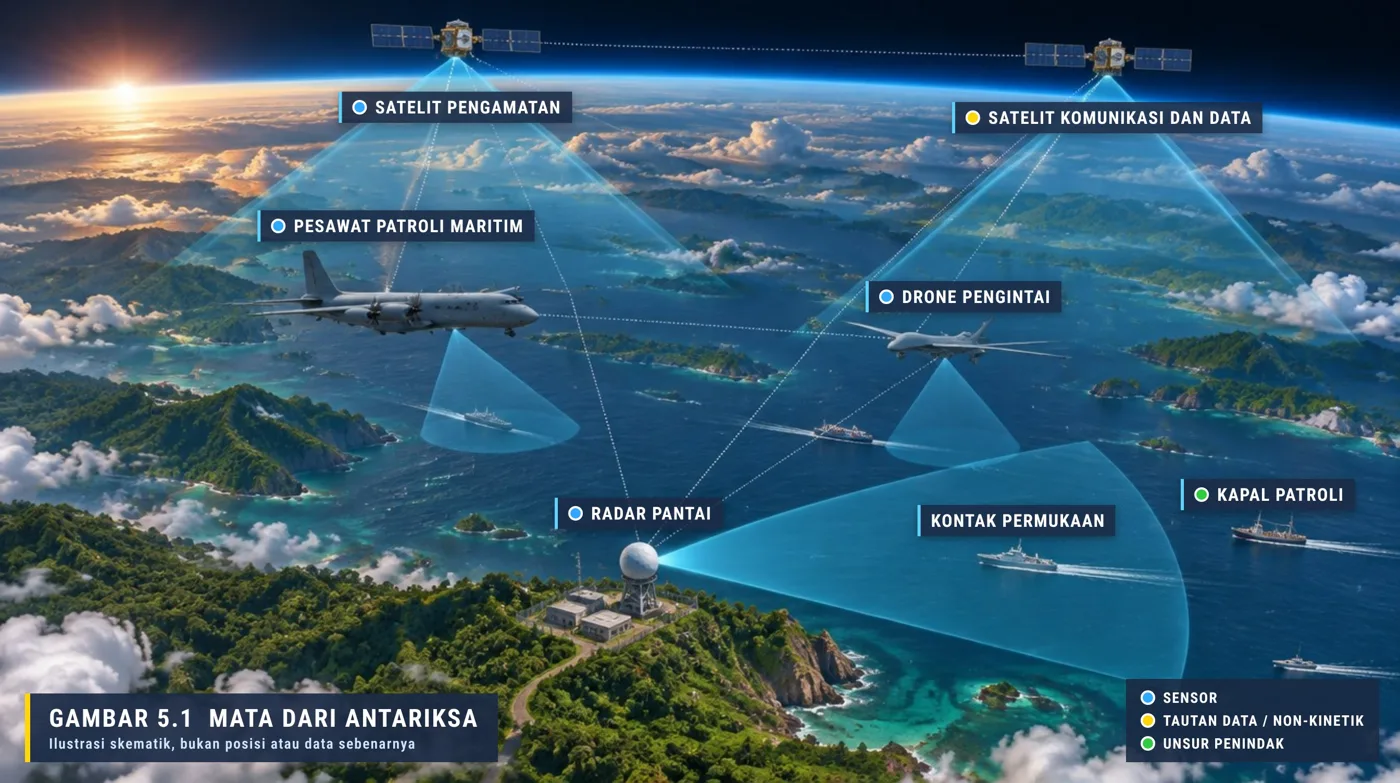 SATELIT PENGAMATAN
SATELIT KOMUNIKASI DAN DATA
PESAWAT PATROLI MARITIM
DRONE PENGINTAI
KAPAL PATROLI
RADAR PANTAI
KONTAK PERMUKAAN
GAMBAR 5.1 MATA DARI ANTARIKSA
Ilustrasi skematik, bukan posisi atau data sebenarnya
SENSOR
TAUTAN DATA / NON-KINETIK
UNSUR PENINDAK